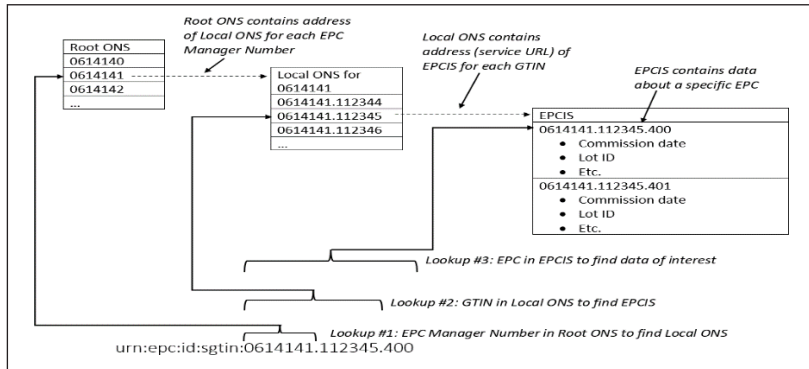 Root ONS contains address
of Local ONS for each EPC
Manager Number
Root ONS
0614140
0614141
0614142
...
Local ONS contains
address (service URL) of
EPCIS for each GTIN
Local ONS for
0614141
0614141.112344
0614141.112345
0614141.112346
...
EPCIS contains data
about a specific EPC
EPCIS
0614141.112345.400
• Commission date
• Lot ID
• Etc.
0614141.112345.401
• Commission date
• Lot ID
• Etc.
Lookup #3: EPC in EPCIS to find data of interest
Lookup #2: GTIN in Local ONS to find EPCIS
Lookup #1: EPC Manager Number in Root ONS to find Local ONS
urn:epc:id:sgtin:0614141.112345.400